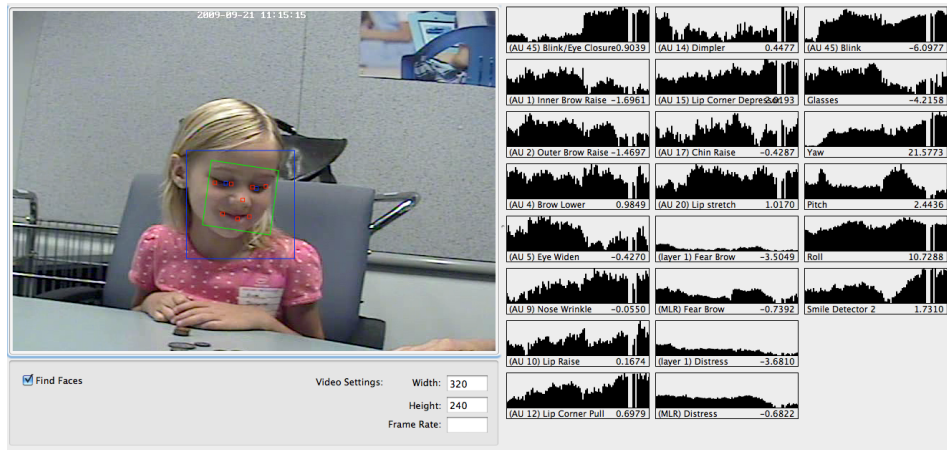 2009-09-21 11:15:15
Find Faces
Video Settings:
Width: 320
Height: 240
Frame Rate:
(AU 45) Blink/Eye Closure 0.9039
(AU 1) Inner Brow Raise -1.6961
(AU 2) Outer Brow Raise -1.4697
(AU 4) Brow Lower 0.9849
(AU 5) Eye Widen -0.4270
(AU 9) Nose Wrinkle -0.0550
(AU 10) Lip Raise 0.1674
(AU 12) Lip Corner Pull 0.6979
(AU 14) Dimpler 0.4477
(AU 15) Lip Corner Depressor
(AU 17) Chin Raise -0.4287
(AU 20) Lip stretch 1.0170
(layer 1) Fear Brow -3.5049
(MLR) Fear Brow -0.7392
(layer 1) Distress -3.6810
(MLR) Distress -0.6822
(AU 45) Blink -6.0977
Glasses -4.2158
Yaw 21.5773
Pitch 2.4436
Roll 10.7288
Smile Detector 2 1.7310